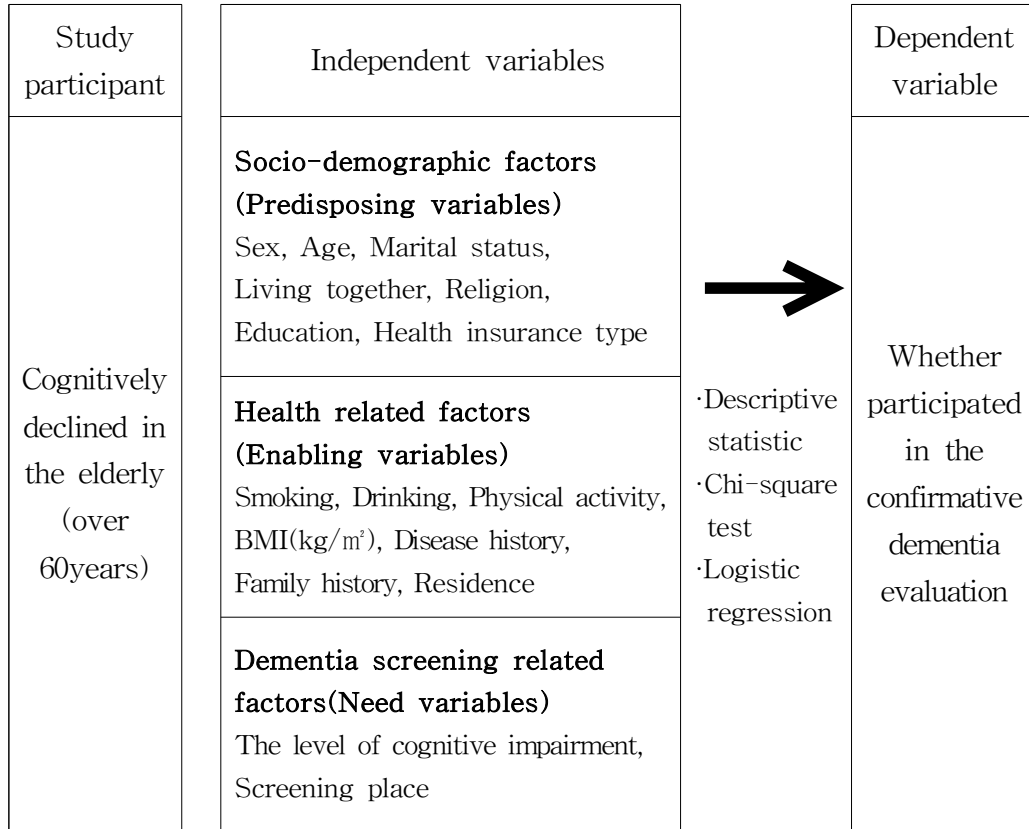 Study
participant
Independent variables
Dependent
variable
Cognitively
declined in
the elderly
(over
60years)
Socio-demographic factors
(Predisposing variables)
Sex, Age, Marital status,
Living together, Religion,
Education, Health insurance type
Health related factors
(Enabling variables)
Smoking, Drinking, Physical activity,
BMI(kg/㎡), Disease history,
Family history, Residence
Dementia screening related
factors(Need variables)
The level of cognitive impairment,
Screening place
·Descriptive
statistic
·Chi-square
test
·Logistic
regression
Whether
participated
in the
confirmative
dementia
evaluation